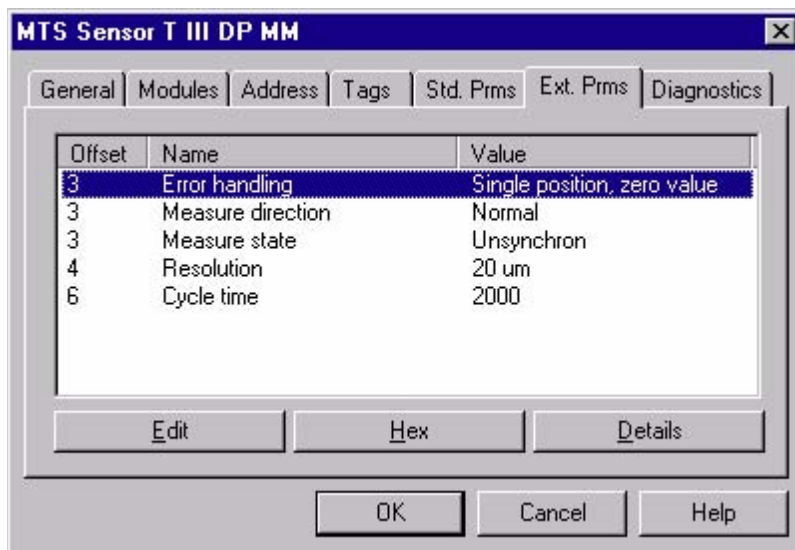 MTS Sensor T III DP MM
General Modules Address Tags Std. Prms Ext. Prms Diagnostics
Offset Name Value
3 Error handling Single position, zero value
3 Measure direction Normal
3 Measure state Unsynchron
4 Resolution 20 um
6 Cycle time 2000
Edit Hex Details
OK Cancel Help